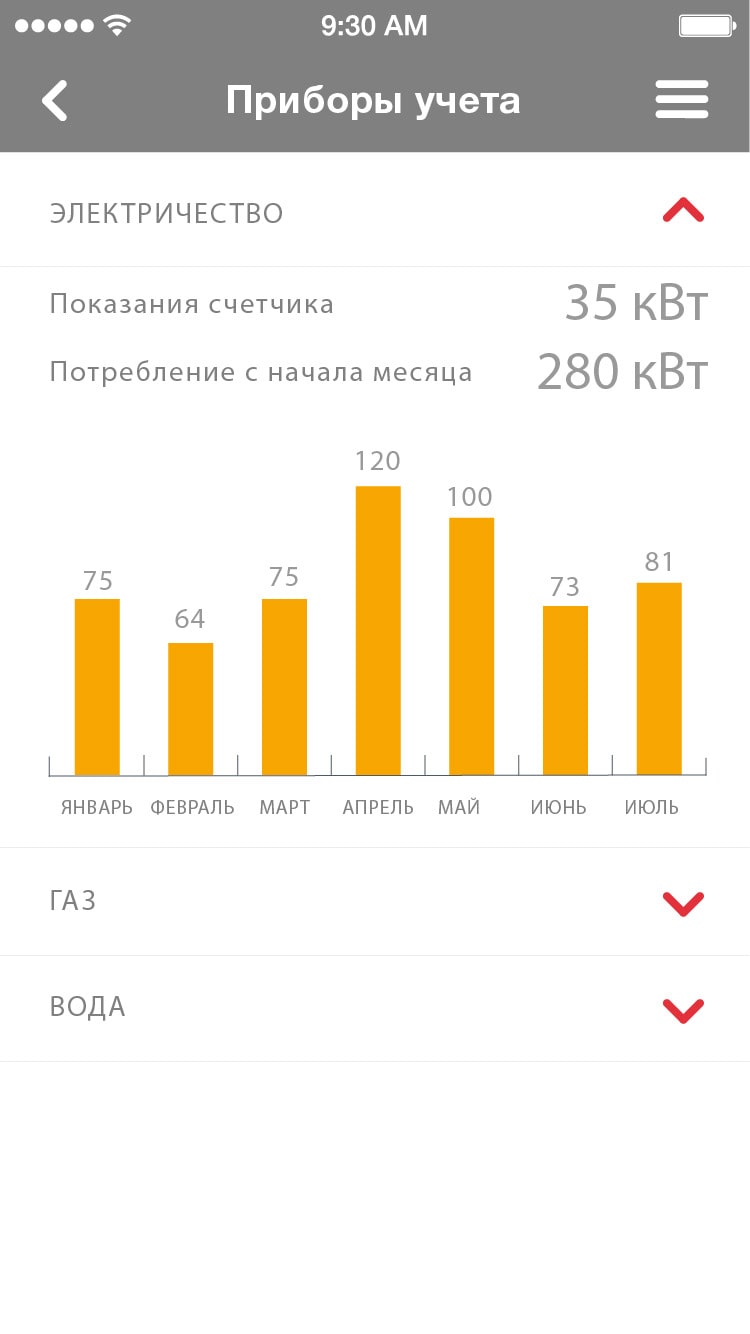 9:30 AM
Приборы учета
ЭЛЕКТРИЧЕСТВО
Показания счетчика 35 кВт
Потребление с начала месяца 280 кВт
120
100
81
75
75
73
64
ЯНВАРЬ ФЕВРАЛЬ МАРТ АПРЕЛЬ МАЙ ИЮНЬ ИЮЛЬ
ГАЗ
ВОДА